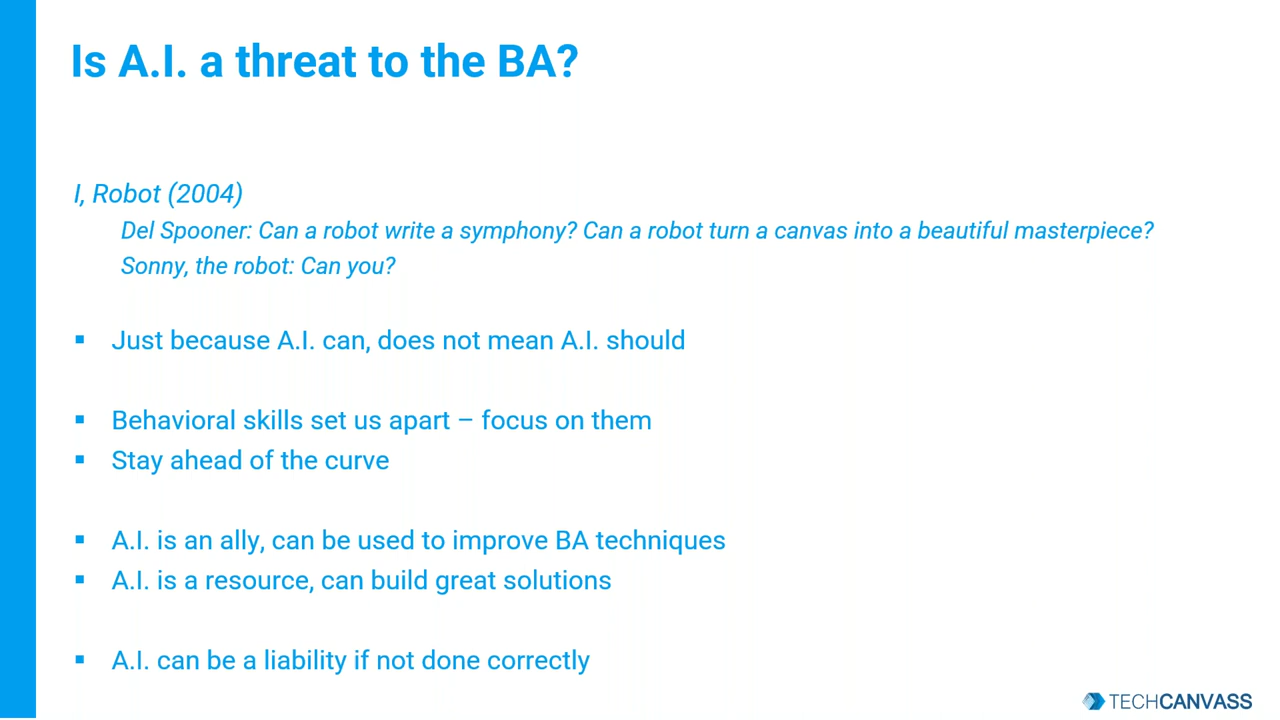 Is A.I. a threat to the BA?
I, Robot (2004)
Del Spooner: Can a robot write a symphony? Can a robot turn a canvas into a beautiful masterpiece?
Sonny, the robot: Can you?
▪ Just because A.I. can, does not mean A.I. should
▪ Behavioral skills set us apart – focus on them
▪ Stay ahead of the curve
▪ A.I. is an ally, can be used to improve BA techniques
▪ A.I. is a resource, can build great solutions
▪ A.I. can be a liability if not done correctly
TECHCANVASS